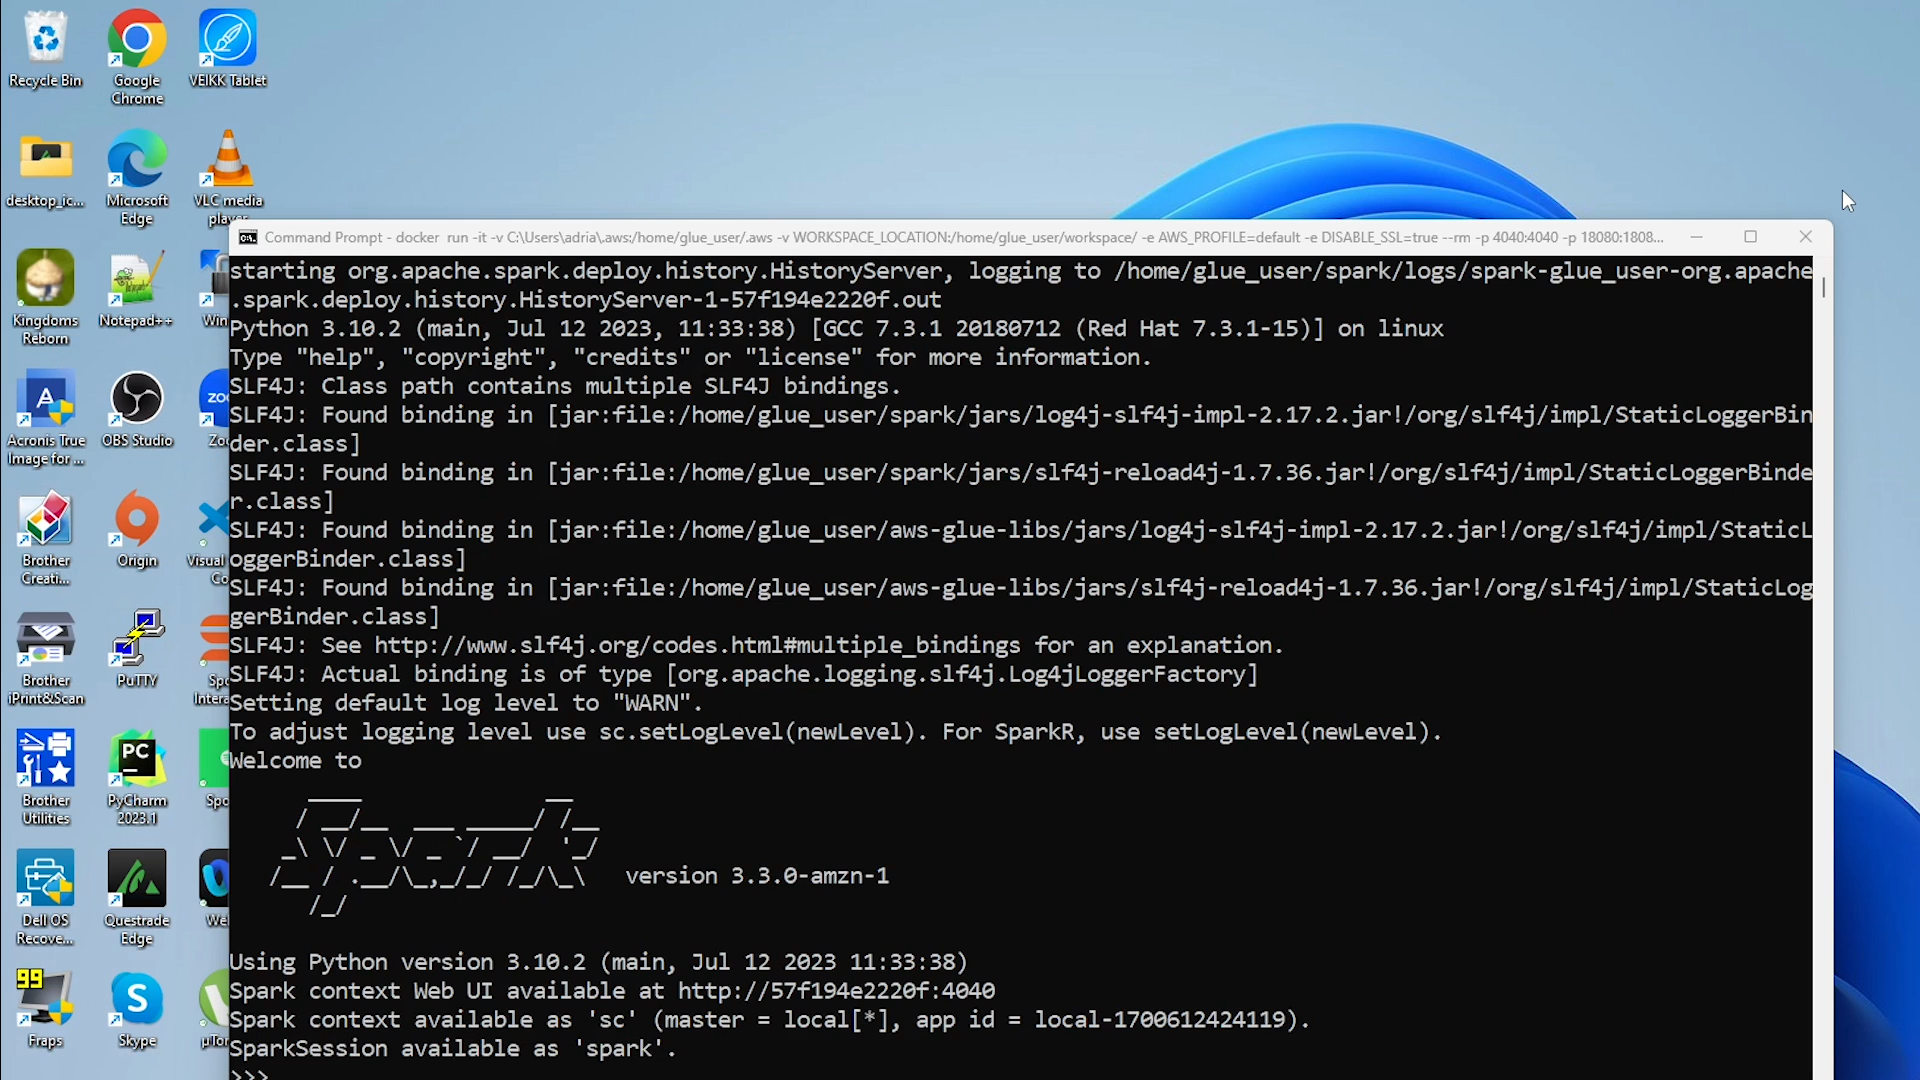 Recycle Bin
Google
Chrome
VEIKK Tablet
desktop_ic...
Microsoft
Edge
VLC media
player
Kingdoms
Reborn
Notepad++
Win
Acronis True
Image for ...
OBS Studio
Zoo
Brother
Creati...
Origin
Visual
Co
Brother
iPrint&Scan
PuTTY
Spo
Intera
Brother
Utilities
PyCharm
2023.1
Spo
Dell OS
Recove...
Questrade
Edge
We
Fraps
Skype
µTor
Command Prompt - docker  run -it -v C:\Users\adria\.aws:/home/glue_user/.aws -v WORKSPACE_LOCATION:/home/glue_user/workspace/ -e AWS_PROFILE=default -e DISABLE_SSL=true --rm -p 4040:4040 -p 18080:1808...
starting org.apache.spark.deploy.history.HistoryServer, logging to /home/glue_user/spark/logs/spark-glue_user-org.apache
.spark.deploy.history.HistoryServer-1-57f194e2220f.out
Python 3.10.2 (main, Jul 12 2023, 11:33:38) [GCC 7.3.1 20180712 (Red Hat 7.3.1-15)] on linux
Type "help", "copyright", "credits" or "license" for more information.
SLF4J: Class path contains multiple SLF4J bindings.
SLF4J: Found binding in [jar:file:/home/glue_user/spark/jars/log4j-slf4j-impl-2.17.2.jar!/org/slf4j/impl/StaticLoggerBin
der.class]
SLF4J: Found binding in [jar:file:/home/glue_user/spark/jars/slf4j-reload4j-1.7.36.jar!/org/slf4j/impl/StaticLoggerBinde
r.class]
SLF4J: Found binding in [jar:file:/home/glue_user/aws-glue-libs/jars/log4j-slf4j-impl-2.17.2.jar!/org/slf4j/impl/StaticL
oggerBinder.class]
SLF4J: Found binding in [jar:file:/home/glue_user/aws-glue-libs/jars/slf4j-reload4j-1.7.36.jar!/org/slf4j/impl/StaticLog
gerBinder.class]
SLF4J: See http://www.slf4j.org/codes.html#multiple_bindings for an explanation.
SLF4J: Actual binding is of type [org.apache.logging.slf4j.Log4jLoggerFactory]
Setting default log level to "WARN".
To adjust logging level use sc.setLogLevel(newLevel). For SparkR, use setLogLevel(newLevel).
Welcome to
Spark version 3.3.0-amzn-1
Using Python version 3.10.2 (main, Jul 12 2023 11:33:38)
Spark context Web UI available at http://57f194e2220f:4040
Spark context available as 'sc' (master = local[*], app id = local-1700612424119).
SparkSession available as 'spark'.
>>>